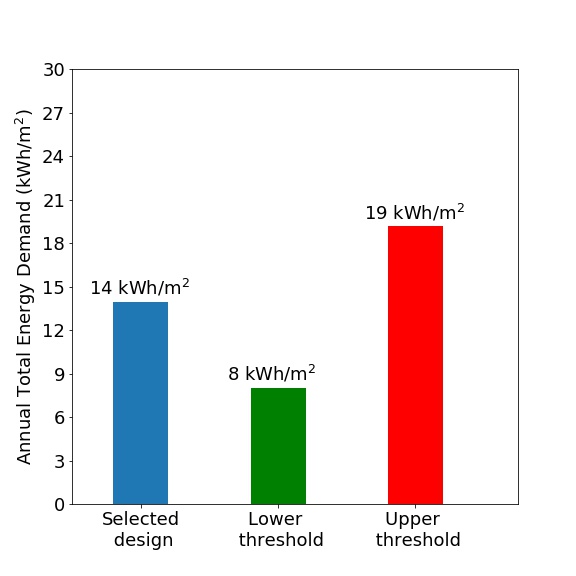 Annual Total Energy Demand (kWh/m²)
30
27
24
21
18
15
12
9
6
3
0
14 kWh/m²
8 kWh/m²
19 kWh/m²
Selected
design
Lower
threshold
Upper
threshold